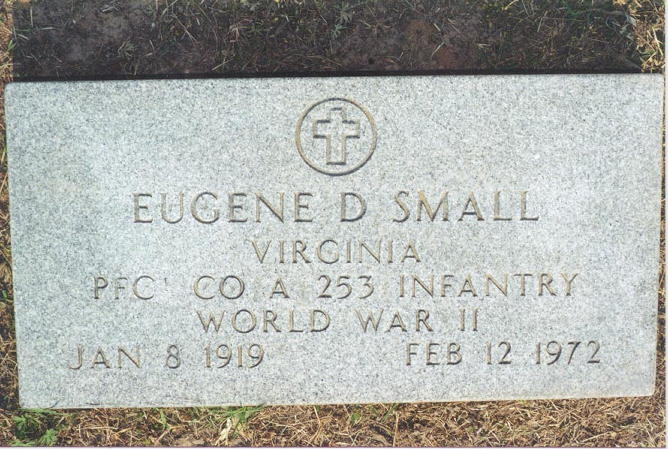 EUGENE D SMALL
VIRGINIA
PFC CO A 253 INFANTRY
WORLD WAR II
JAN 8 1919 FEB 12 1972